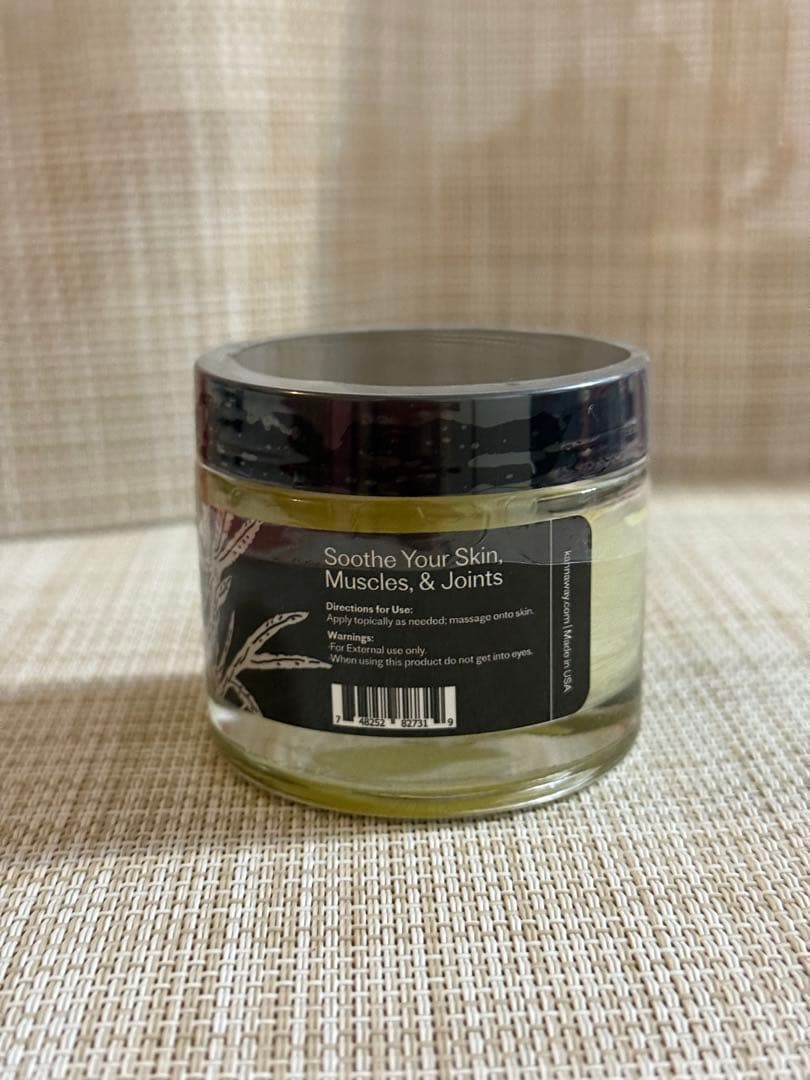 Soothe Your Skin,
Muscles, & Joints
Directions for Use:
Apply topically as needed; massage onto skin.
Warnings:
·For External use only.
·When using this product do not get into eyes.
7 48252 82731 9
kannaway.com | Made in USA